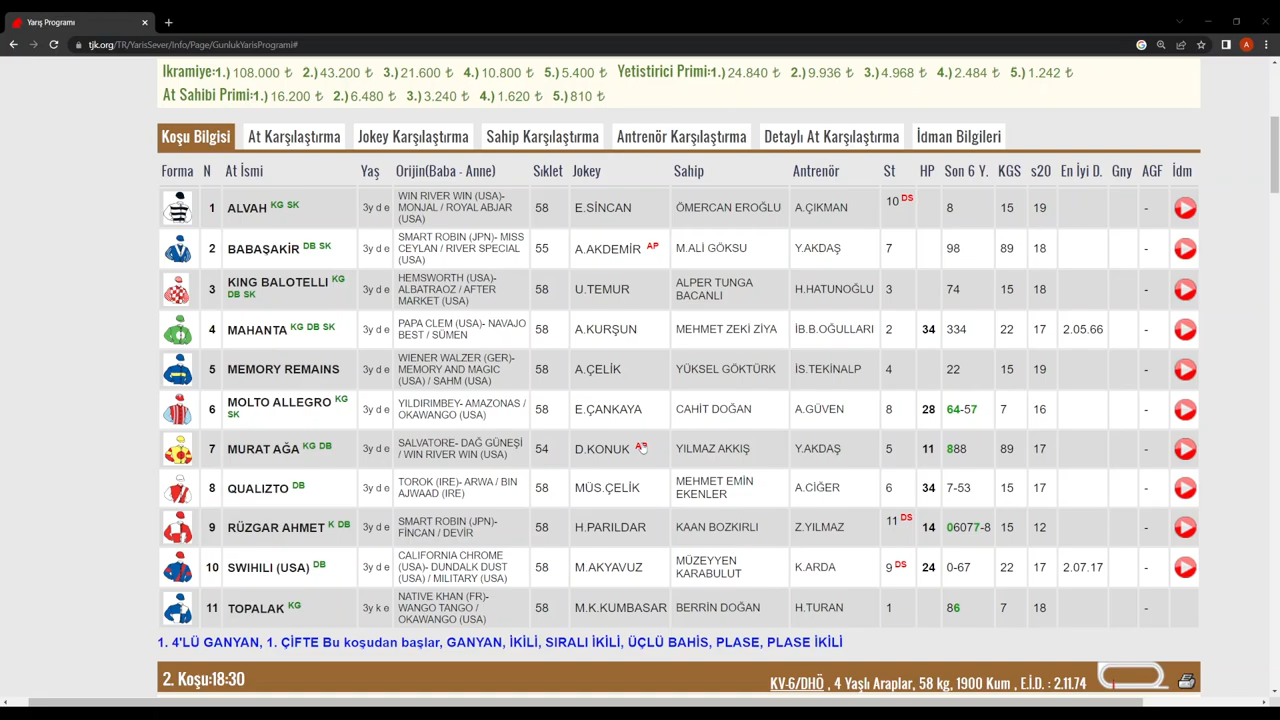 Yarış Programı
tjk.org/TR/YarisSever/Info/Page/GunlukYarisProgrami#
A
Ikramiye:1.) 108.000 ₺ 2.) 43.200 ₺ 3.) 21.600 ₺ 4.) 10.800 ₺ 5.) 5.400 ₺ Yetistirici Primi:1.) 24.840 ₺ 2.) 9.936 ₺ 3.) 4.968 ₺ 4.) 2.484 ₺ 5.) 1.242 ₺
At Sahibi Primi:1.) 16.200 ₺ 2.) 6.480 ₺ 3.) 3.240 ₺ 4.) 1.620 ₺ 5.) 810 ₺
Koşu Bilgisi At Karşılaştırma Jokey Karşılaştırma Sahip Karşılaştırma Antrenör Karşılaştırma Detaylı At Karşılaştırma İdman Bilgileri
Forma N At İsmi Yaş Orijin(Baba - Anne) Sıklet Jokey Sahip Antrenör St HP Son 6 Y. KGS s20 En İyi D. Gny AGF İdm
1 ALVAH KG SK 3y d e WIN RIVER WIN (USA)- MONJAL / ROYAL ABJAR (USA) 58 E.SİNCAN ÖMERCAN EROĞLU A.ÇIKMAN 10 DS 8 15 19 -
2 BABAŞAKİR DB SK 3y d e SMART ROBIN (JPN)- MISS CEYLAN / RIVER SPECIAL (USA) 55 A.AKDEMİR AP M.ALİ GÖKSU Y.AKDAŞ 7 98 89 18 -
3 KING BALOTELLI KG DB SK 3y d e HEMSWORTH (USA)- ALBATRAOZ / AFTER MARKET (USA) 58 U.TEMUR ALPER TUNGA BACANLI H.HATUNOĞLU 3 74 15 18 -
4 MAHANTA KG DB SK 3y d e PAPA CLEM (USA)- NAVAJO BEST / SÜMEN 58 A.KURŞUN MEHMET ZEKİ ZİYA İB.B.OĞULLARI 2 34 334 22 17 2.05.66 -
5 MEMORY REMAINS 3y d e WIENER WALZER (GER)- MEMORY AND MAGIC (USA) / SAHM (USA) 58 A.ÇELİK YÜKSEL GÖKTÜRK İS.TEKİNALP 4 22 15 19 -
6 MOLTO ALLEGRO KG SK 3y d e YILDIRIMBEY- AMAZONAS / OKAWANGO (USA) 58 E.ÇANKAYA CAHİT DOĞAN A.GÜVEN 8 28 64-57 7 16 -
7 MURAT AĞA KG DB 3y d e SALVATORE- DAĞ GÜNEŞİ / WIN RIVER WIN (USA) 54 D.KONUK YILMAZ AKKIŞ Y.AKDAŞ 5 11 888 89 17 -
8 QUALIZTO DB 3y d e TOROK (IRE)- ARWA / BIN AJWAAD (IRE) 58 MÜS.ÇELİK MEHMET EMİN EKENLER A.CİĞER 6 34 7-53 15 17 -
9 RÜZGAR AHMET K DB 3y d e SMART ROBIN (JPN)- FİNCAN / DEVİR 58 H.PARILDAR KAAN BOZKIRLI Z.YILMAZ 11 DS 14 06077-8 15 12 -
10 SWIHILI (USA) DB 3y d e CALIFORNIA CHROME (USA)- DUNDALK DUST (USA) / MILITARY (USA) 58 M.AKYAVUZ MÜZEYYEN KARABULUT K.ARDA 9 DS 24 0-67 22 17 2.07.17 -
11 TOPALAK KG 3y k e NATIVE KHAN (FR)- WANGO TANGO / OKAWANGO (USA) 58 M.K.KUMBASAR BERRİN DOĞAN H.TURAN 1 86 7 18 -
1. 4'LÜ GANYAN, 1. ÇİFTE Bu koşudan başlar, GANYAN, İKİLİ, SIRALI İKİLİ, ÜÇLÜ BAHİS, PLASE, PLASE İKİLİ
2. Koşu:18:30 KV-6/DHÖ , 4 Yaşlı Araplar, 58 kg, 1900 Kum , E.İ.D. : 2.11.74